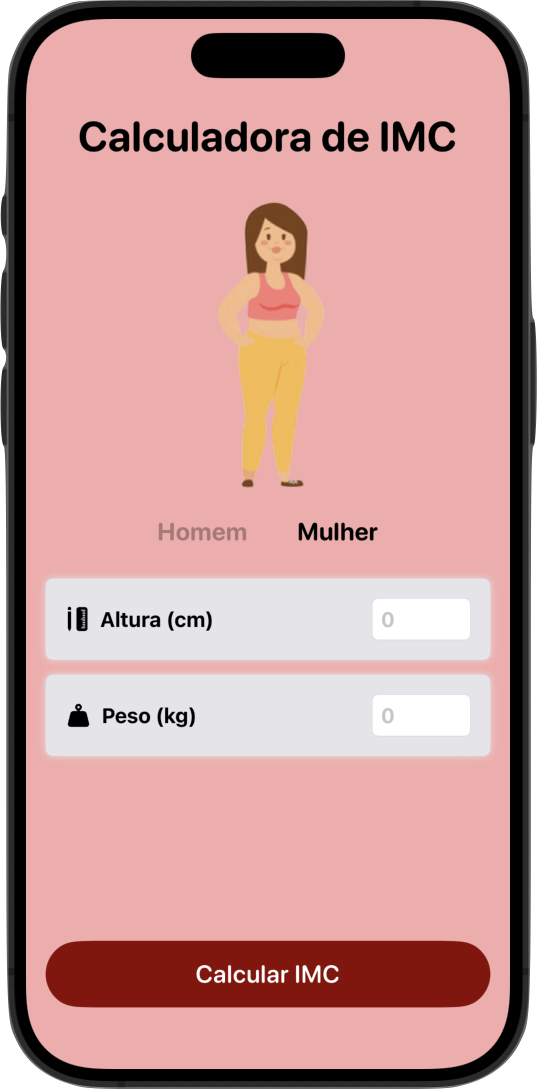 Calculadora de IMC
Homem Mulher
Altura (cm) 0
Peso (kg) 0
Calcular IMC